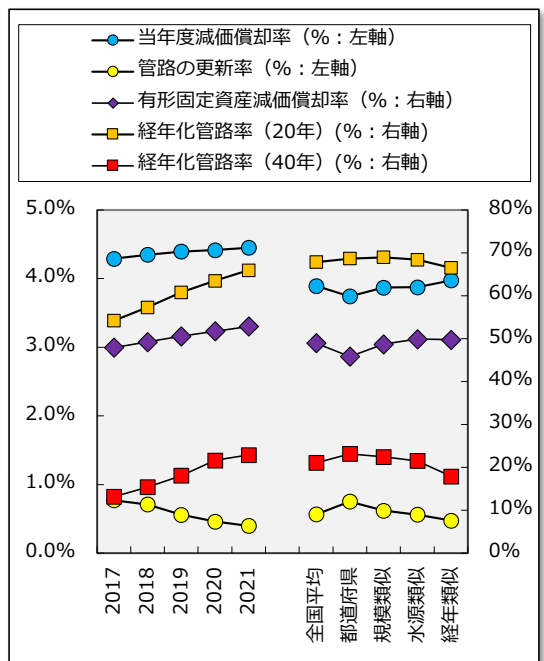 当年度減価償却率（%：左軸）
管路の更新率（%：左軸）
有形固定資産減価償却率（%：右軸）
経年化管路率（20年）(%：右軸)
経年化管路率（40年）(%：右軸)
5.0%
4.0%
3.0%
2.0%
1.0%
0.0%
80%
70%
60%
50%
40%
30%
20%
10%
0%
2017
2018
2019
2020
2021
全国平均
都道府県
規模類似
水源類似
経年類似